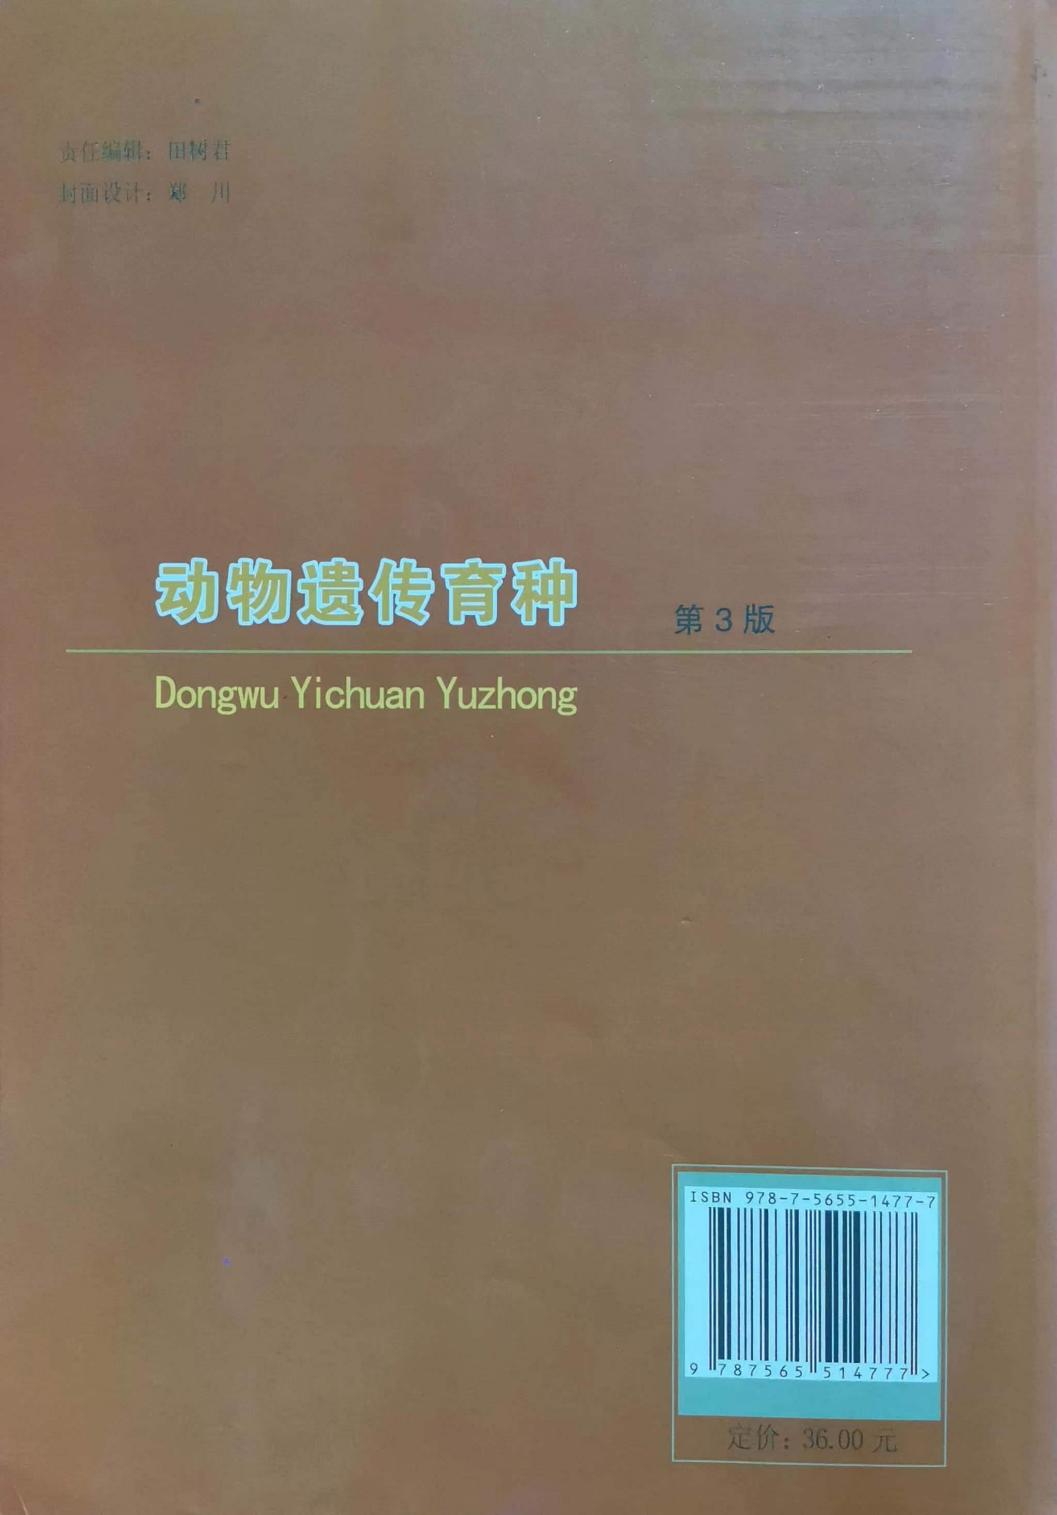 责任编辑：田树君
封面设计：郑　川
动物遗传育种
第3版
Dongwu Yichuan Yuzhong
ISBN 978-7-5655-1477-7
9 787565 514777>
定价：36.00 元